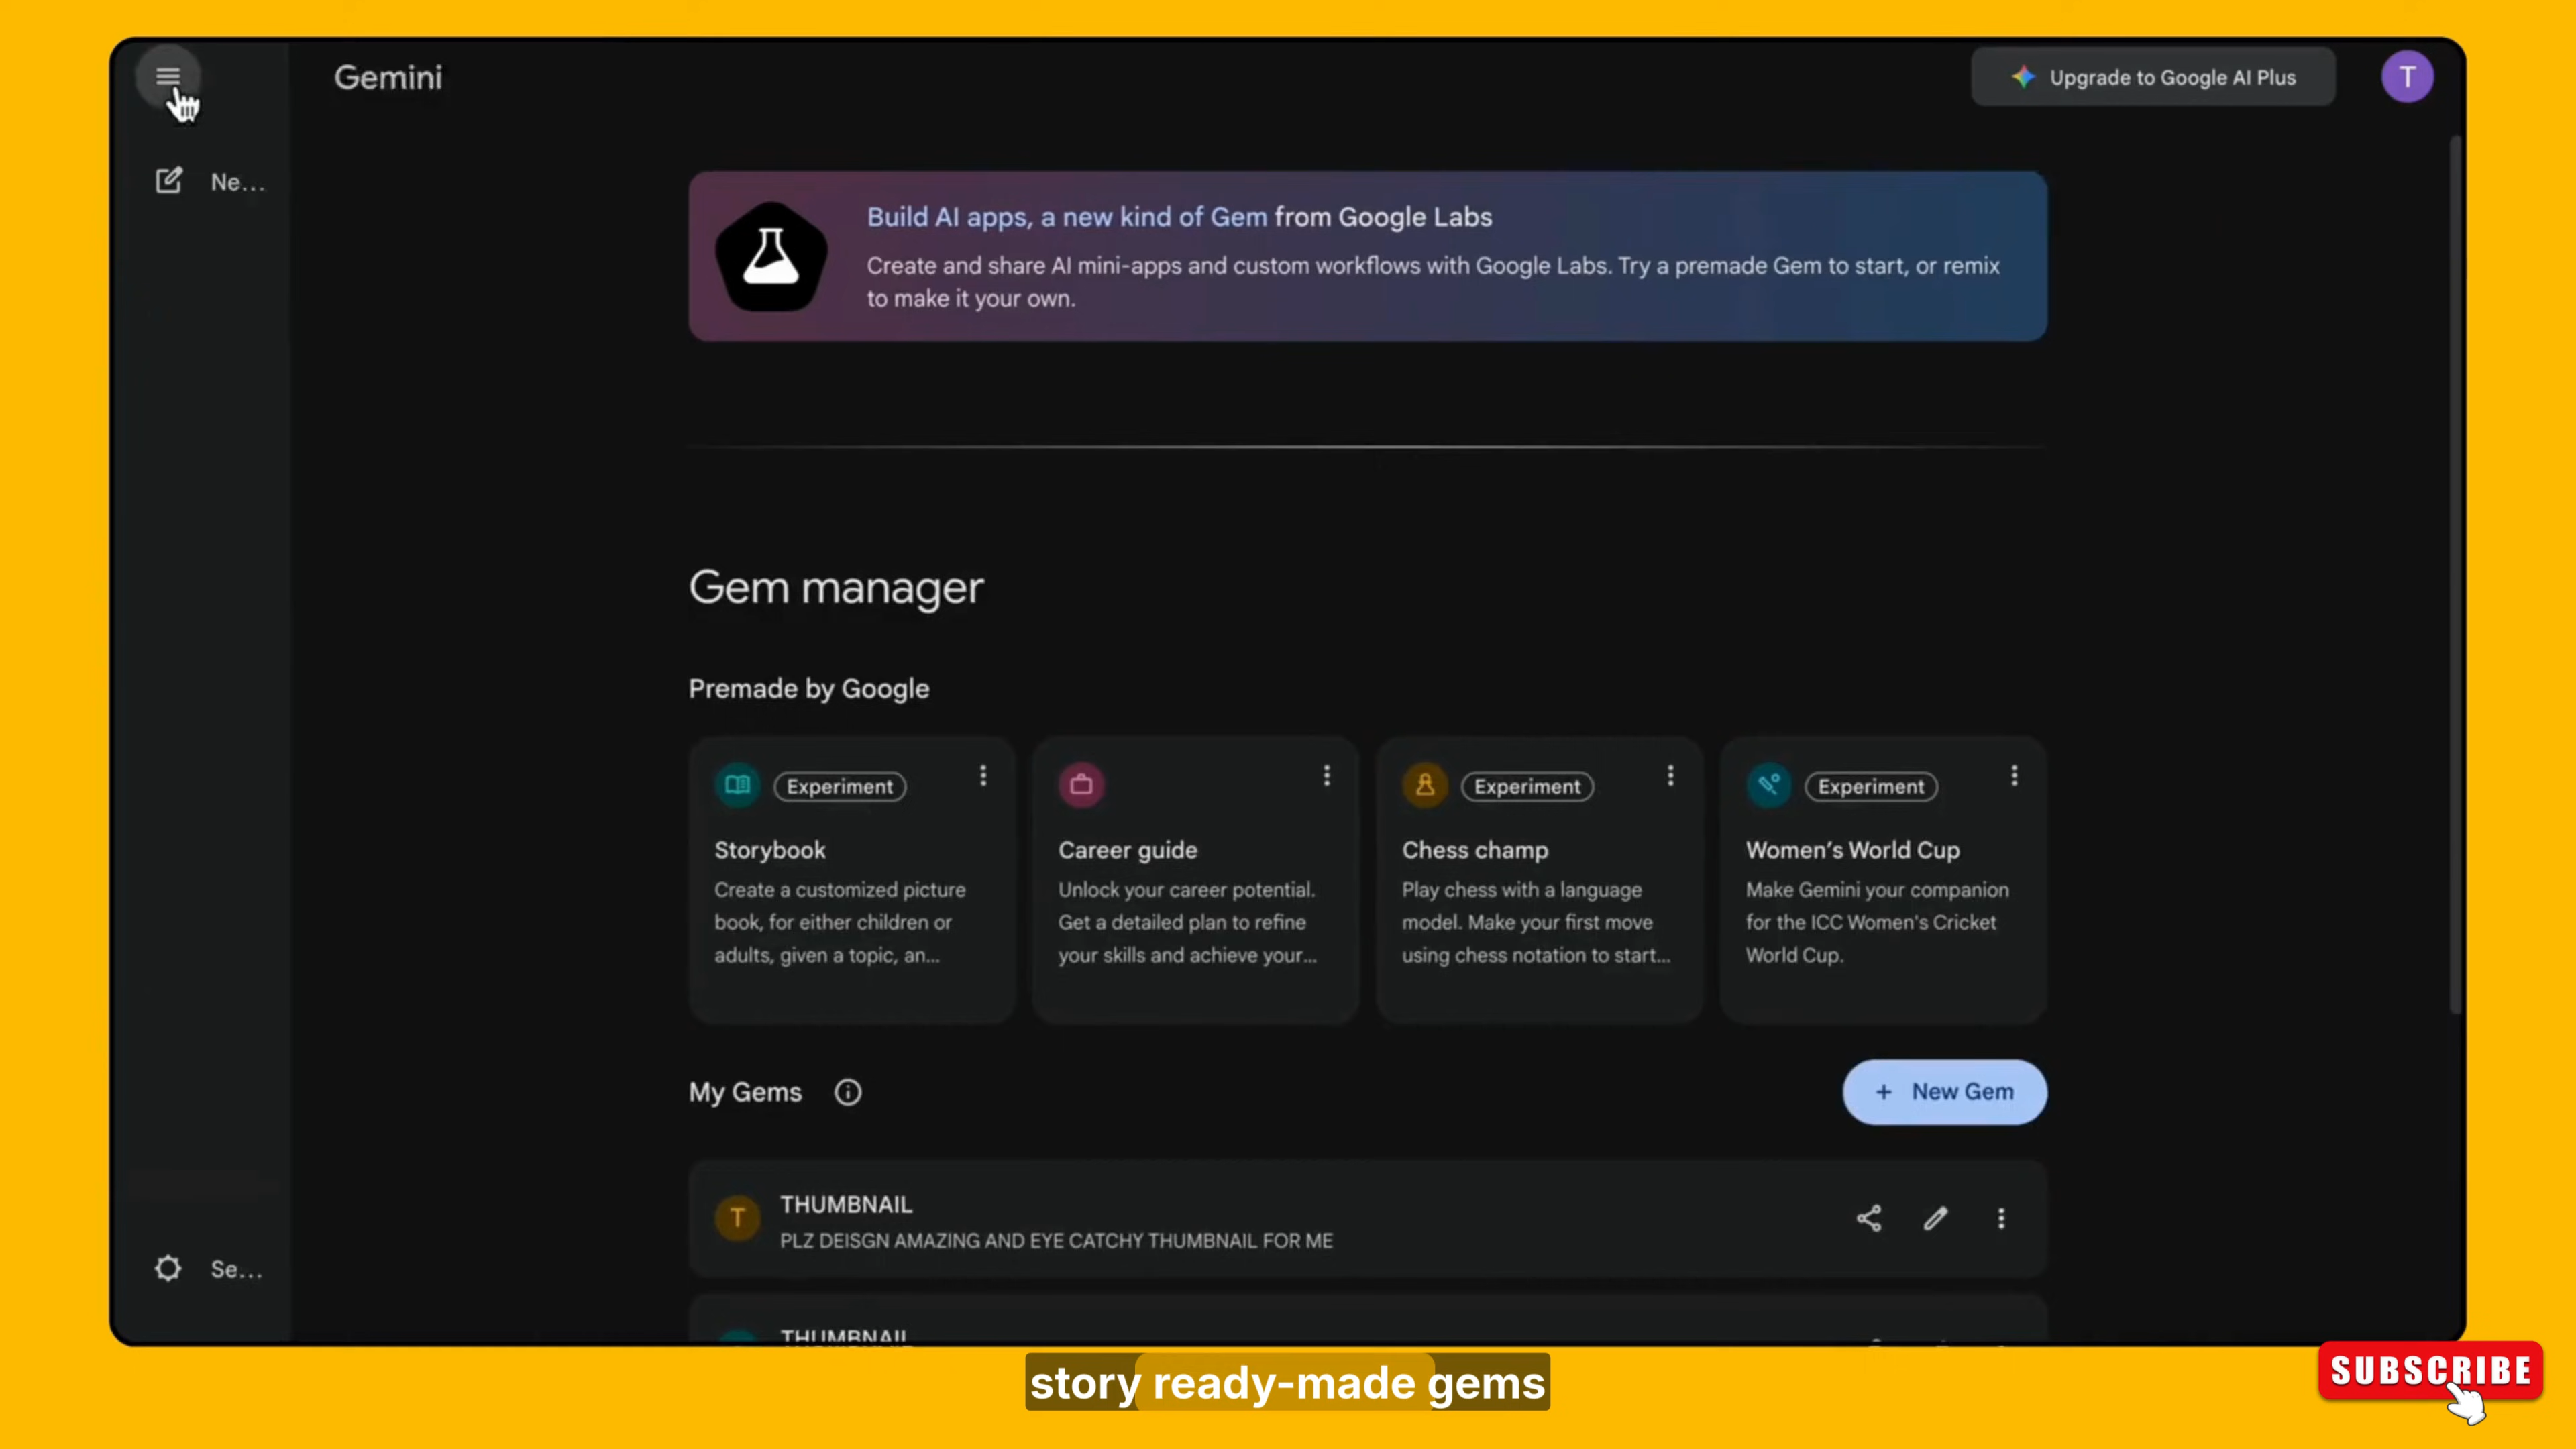 Gemini
Upgrade to Google AI Plus
T
Ne...
Build AI apps, a new kind of Gem from Google Labs
Create and share AI mini-apps and custom workflows with Google Labs. Try a premade Gem to start, or remix
to make it your own.
Gem manager
Premade by Google
Experiment
Storybook
Create a customized picture
book, for either children or
adults, given a topic, an...
Career guide
Unlock your career potential.
Get a detailed plan to refine
your skills and achieve your...
Experiment
Chess champ
Play chess with a language
model. Make your first move
using chess notation to start...
Experiment
Women's World Cup
Make Gemini your companion
for the ICC Women's Cricket
World Cup.
My Gems
+ New Gem
T
THUMBNAIL
PLZ DEISGN AMAZING AND EYE CATCHY THUMBNAIL FOR ME
Se...
THUMBNAIL
story ready-made gems
SUBSCRIBE